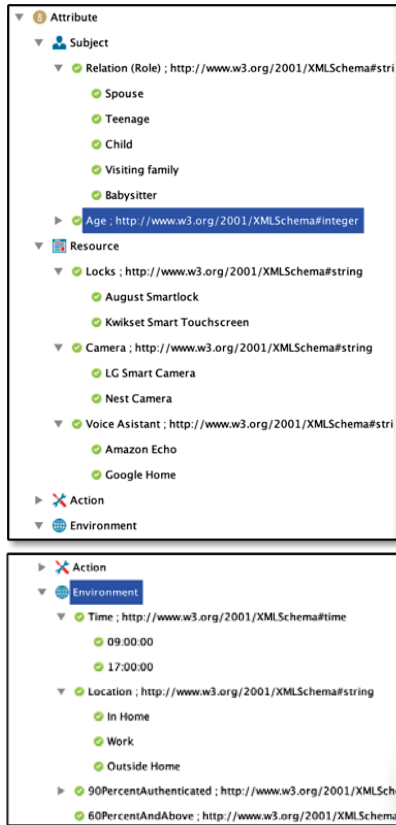 Attribute
Subject
Relation (Role) ; http://www.w3.org/2001/XMLSchema#stri
Spouse
Teenage
Child
Visiting family
Babysitter
Age ; http://www.w3.org/2001/XMLSchema#integer
Resource
Locks ; http://www.w3.org/2001/XMLSchema#string
August Smartlock
Kwikset Smart Touchscreen
Camera ; http://www.w3.org/2001/XMLSchema#string
LG Smart Camera
Nest Camera
Voice Asistant ; http://www.w3.org/2001/XMLSchema#stri
Amazon Echo
Google Home
Action
Environment
Action
Environment
Time ; http://www.w3.org/2001/XMLSchema#time
09:00:00
17:00:00
Location ; http://www.w3.org/2001/XMLSchema#string
In Home
Work
Outside Home
90PercentAuthenticated ; http://www.w3.org/2001/XMLSch
60PercentAndAbove ; http://www.w3.org/2001/XMLSchema